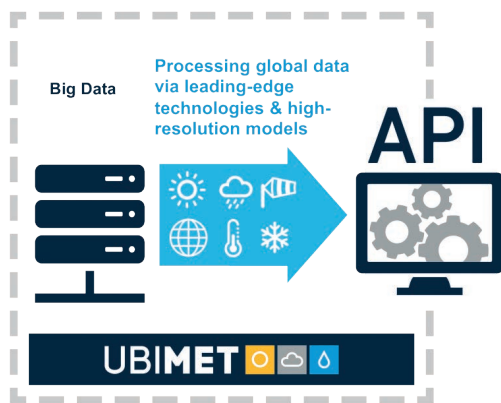 Processing global data
via leading-edge
technologies & high-
resolution models
Big Data
API
UBIMET